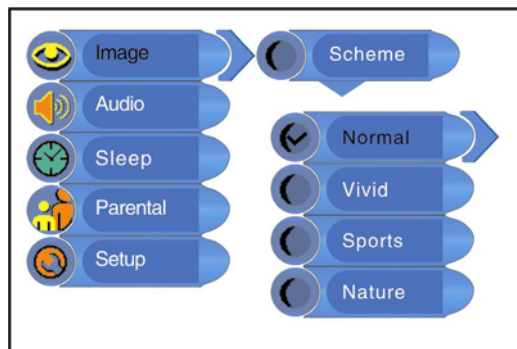 Image
Audio
Sleep
Parental
Setup
Scheme
Normal
Vivid
Sports
Nature